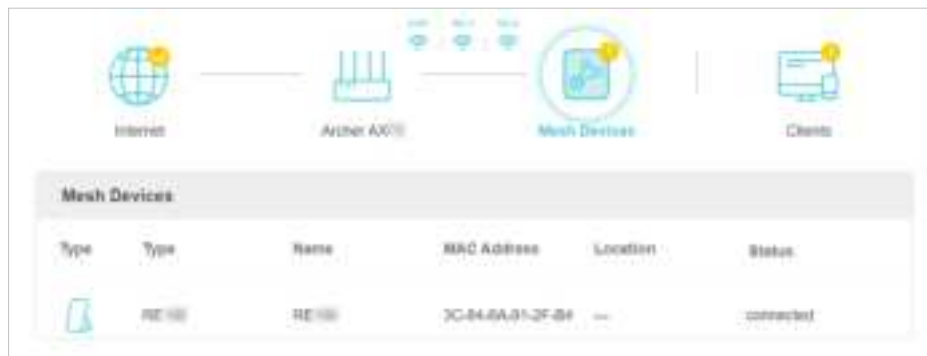 Internet
Archer AX
Mesh Devices
Clients
Mesh Devices
Type Type Name MAC Address Location Status
RE RE 3C-84-6A-91-2F-B4 — connected